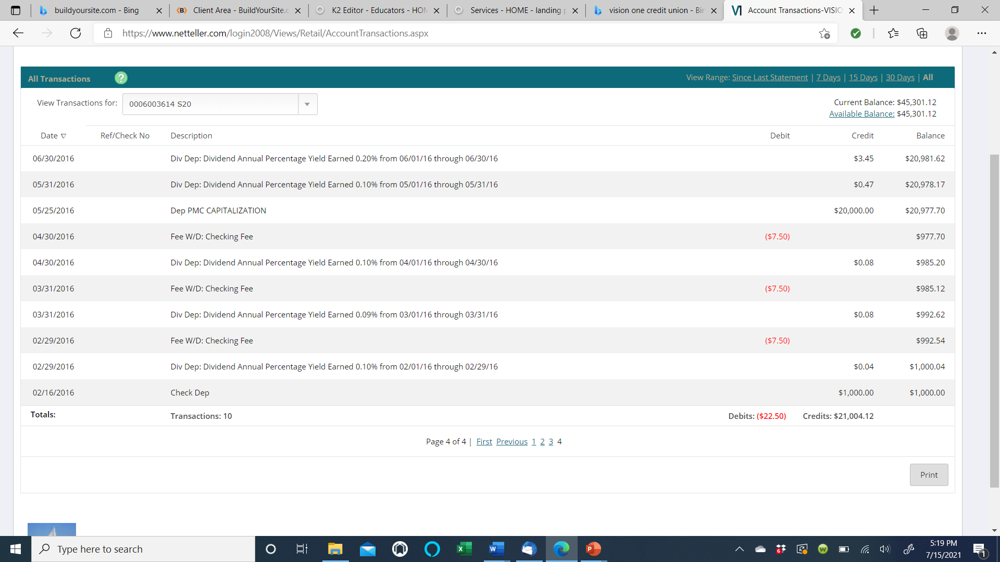 buildyoursite.com - Bing
Client Area - BuildYourSite.c
K2 Editor - Educators - HON
Services - HOME - landing p
vision one credit union - Bin
Account Transactions-VISIO
https://www.netteller.com/login2008/Views/Retail/AccountTransactions.aspx
All Transactions ? View Range: Since Last Statement | 7 Days | 15 Days | 30 Days | All
View Transactions for: 0006003614 S20
Current Balance: $45,301.12
Available Balance: $45,301.12
Date Ref/Check No Description Debit Credit Balance
06/30/2016 Div Dep: Dividend Annual Percentage Yield Earned 0.20% from 06/01/16 through 06/30/16 $3.45 $20,981.62
05/31/2016 Div Dep: Dividend Annual Percentage Yield Earned 0.10% from 05/01/16 through 05/31/16 $0.47 $20,978.17
05/25/2016 Dep PMC CAPITALIZATION $20,000.00 $20,977.70
04/30/2016 Fee W/D: Checking Fee ($7.50) $977.70
04/30/2016 Div Dep: Dividend Annual Percentage Yield Earned 0.10% from 04/01/16 through 04/30/16 $0.08 $985.20
03/31/2016 Fee W/D: Checking Fee ($7.50) $985.12
03/31/2016 Div Dep: Dividend Annual Percentage Yield Earned 0.09% from 03/01/16 through 03/31/16 $0.08 $992.62
02/29/2016 Fee W/D: Checking Fee ($7.50) $992.54
02/29/2016 Div Dep: Dividend Annual Percentage Yield Earned 0.10% from 02/01/16 through 02/29/16 $0.04 $1,000.04
02/16/2016 Check Dep $1,000.00 $1,000.00
Totals: Transactions: 10 Debits: ($22.50) Credits: $21,004.12
Page 4 of 4 | First Previous 1 2 3 4
Print
Type here to search
5:19 PM
7/15/2021
1